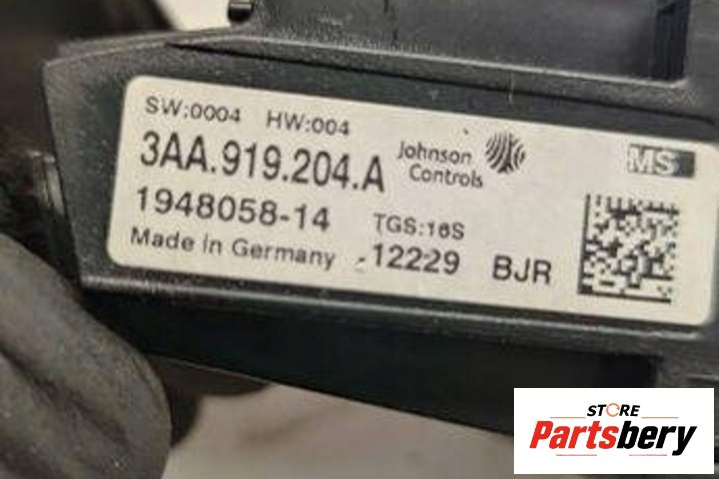 SW:0004 HW:004
3AA.919.204.A Johnson Controls MS
1948058-14 TGS:16S
Made in Germany -12229 BJR
STORE
Partsbery